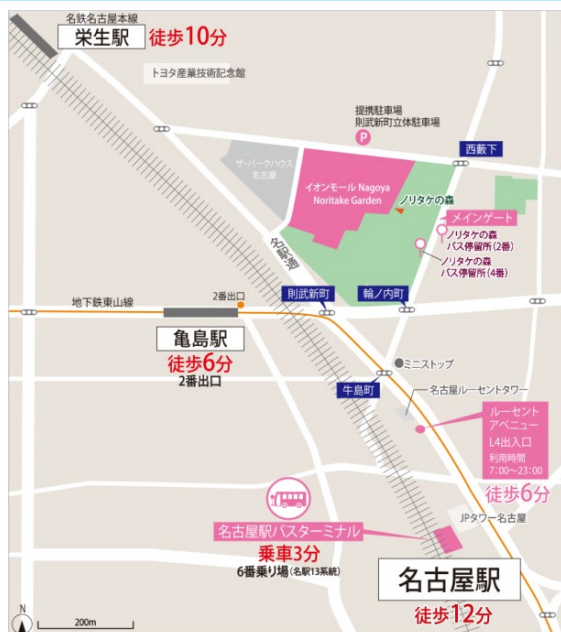 名鉄名古屋本線
栄生駅 徒歩10分
トヨタ産業技術記念館
提携駐車場
則武新町立体駐車場
P
西藪下
ザ・パークハウス
名古屋
イオンモール Nagoya
Noritake Garden
ノリタケの森
メインゲート
ノリタケの森
バス停留所(2番)
ノリタケの森
バス停留所(4番)
名駅通
2番出口
則武新町
輪ノ内町
地下鉄東山線
亀島駅
徒歩6分
2番出口
ミニストップ
牛島町
名古屋ルーセントタワー
ルーセント
アベニュー
L4出入口
利用時間
7:00~23:00
徒歩6分
JPタワー名古屋
名古屋駅バスターミナル
乗車3分
6番乗り場(名駅13系統)
名古屋駅
徒歩12分
N
200m